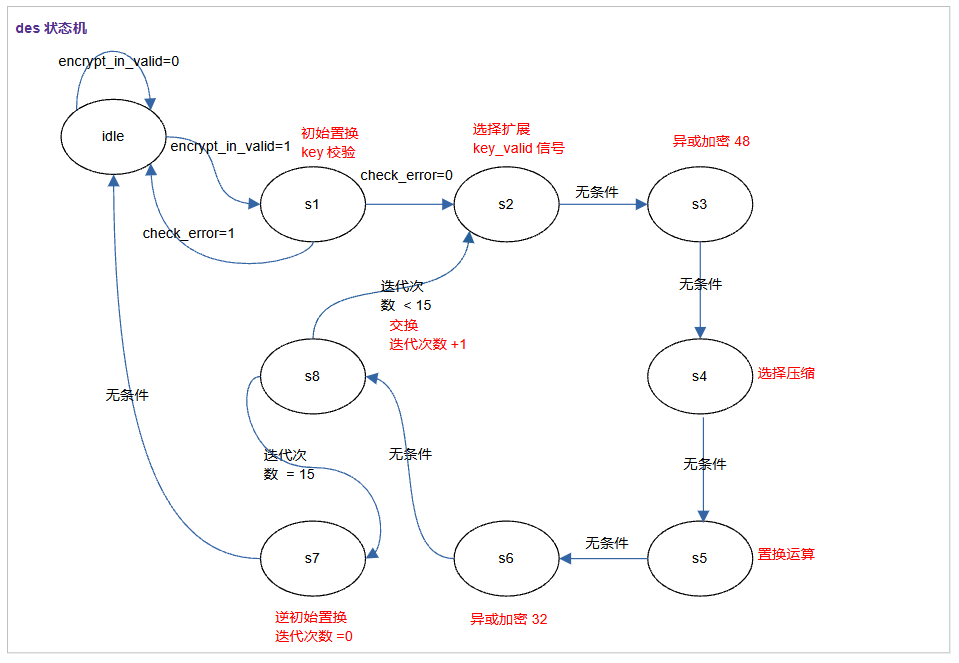 des 状态机
encrypt_in_valid=0
idle
encrypt_in_valid=1
初始置换
key 校验
s1
check_error=0
选择扩展
key_valid 信号
s2
无条件
异或加密 48
s3
check_error=1
无条件
迭代次
数 < 15
交换
迭代次数 +1
s8
s4
选择压缩
无条件
无条件
无条件
迭代次
数 = 15
s7
逆初始置换
迭代次数 =0
s6
异或加密 32
无条件
s5
置换运算